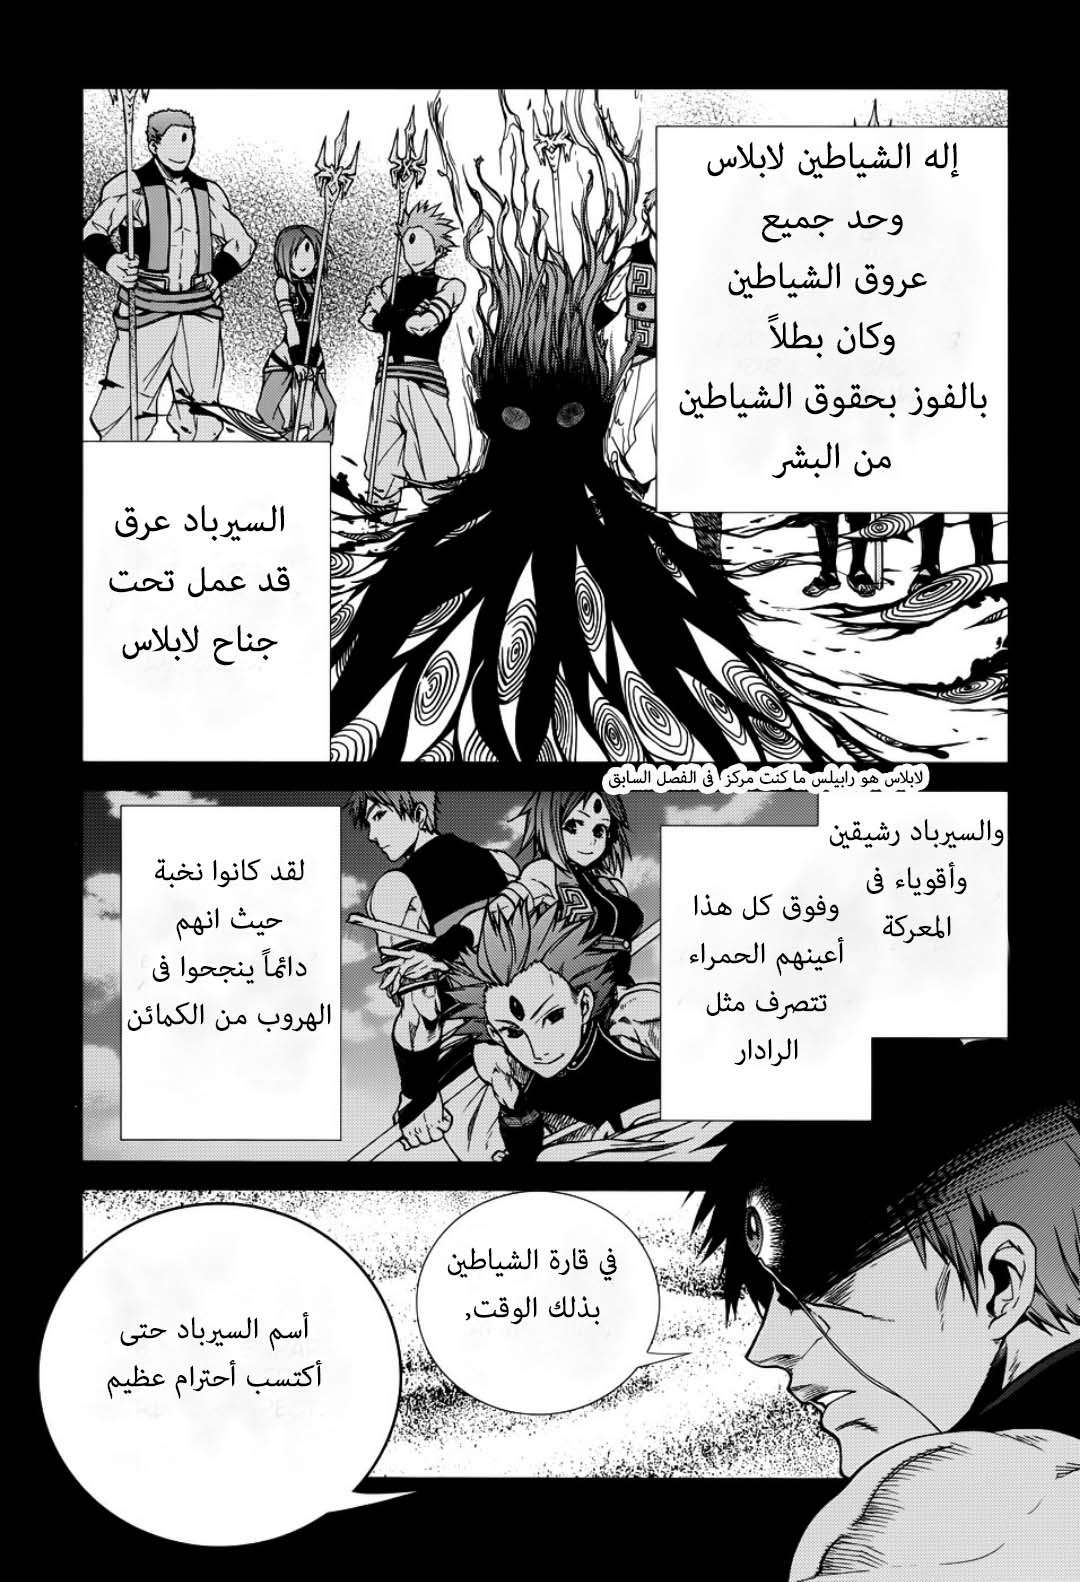 إله الشياطين لابلاس
وحد جميع
عروق الشياطين
وكان بطلاً
بالفوز بحقوق الشياطين
من البشر
السيرباد عرق
قد عمل تحت
جناح لابلاس
لابلاس هو رابيلس ما كنت مركز فى الفصل السابق
والسيرباد رشيقين
وأقوياء فى
المعركة
وفوق كل هذا
أعينهم الحمراء
تتصرف مثل
الرادار
لقد كانوا نخبة
حيث انهم
دائماً ينجحوا فى
الهروب من الكمائن
في قارة الشياطين
بذلك الوقت,
أسم السيرباد حتى
أكتسب أحترام عظيم